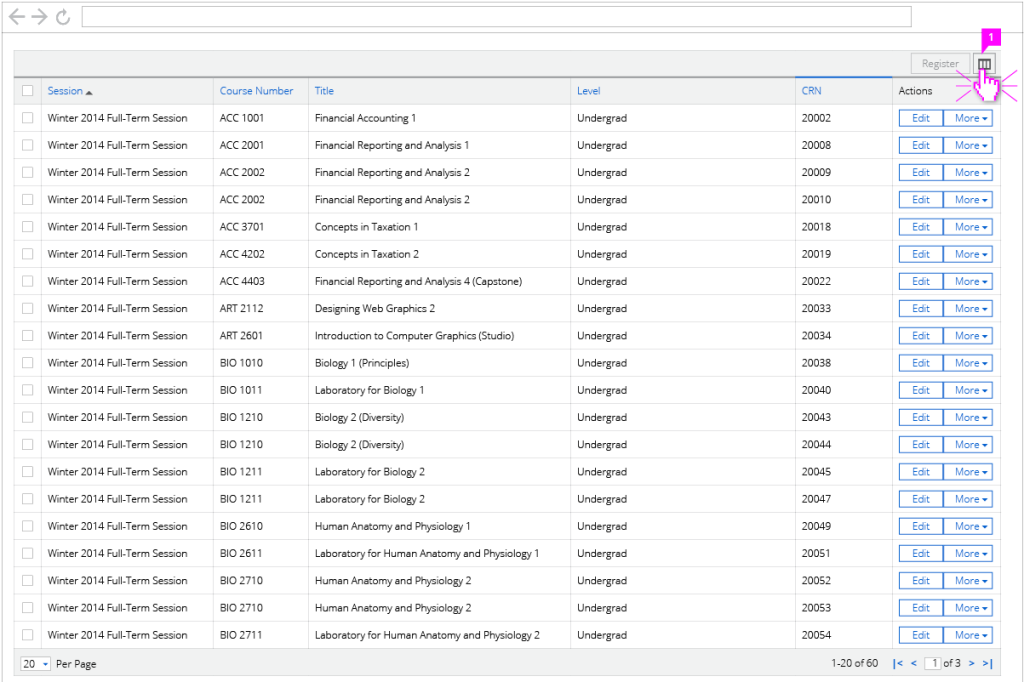 1
Register
Session Course Number Title Level CRN Actions
Winter 2014 Full-Term Session ACC 1001 Financial Accounting 1 Undergrad 20002 Edit More
Winter 2014 Full-Term Session ACC 2001 Financial Reporting and Analysis 1 Undergrad 20008 Edit More
Winter 2014 Full-Term Session ACC 2002 Financial Reporting and Analysis 2 Undergrad 20009 Edit More
Winter 2014 Full-Term Session ACC 2002 Financial Reporting and Analysis 2 Undergrad 20010 Edit More
Winter 2014 Full-Term Session ACC 3701 Concepts in Taxation 1 Undergrad 20018 Edit More
Winter 2014 Full-Term Session ACC 4202 Concepts in Taxation 2 Undergrad 20019 Edit More
Winter 2014 Full-Term Session ACC 4403 Financial Reporting and Analysis 4 (Capstone) Undergrad 20022 Edit More
Winter 2014 Full-Term Session ART 2112 Designing Web Graphics 2 Undergrad 20033 Edit More
Winter 2014 Full-Term Session ART 2601 Introduction to Computer Graphics (Studio) Undergrad 20034 Edit More
Winter 2014 Full-Term Session BIO 1010 Biology 1 (Principles) Undergrad 20038 Edit More
Winter 2014 Full-Term Session BIO 1011 Laboratory for Biology 1 Undergrad 20040 Edit More
Winter 2014 Full-Term Session BIO 1210 Biology 2 (Diversity) Undergrad 20043 Edit More
Winter 2014 Full-Term Session BIO 1210 Biology 2 (Diversity) Undergrad 20044 Edit More
Winter 2014 Full-Term Session BIO 1211 Laboratory for Biology 2 Undergrad 20045 Edit More
Winter 2014 Full-Term Session BIO 1211 Laboratory for Biology 2 Undergrad 20047 Edit More
Winter 2014 Full-Term Session BIO 2610 Human Anatomy and Physiology 1 Undergrad 20049 Edit More
Winter 2014 Full-Term Session BIO 2611 Laboratory for Human Anatomy and Physiology 1 Undergrad 20051 Edit More
Winter 2014 Full-Term Session BIO 2710 Human Anatomy and Physiology 2 Undergrad 20052 Edit More
Winter 2014 Full-Term Session BIO 2710 Human Anatomy and Physiology 2 Undergrad 20053 Edit More
Winter 2014 Full-Term Session BIO 2711 Laboratory for Human Anatomy and Physiology 2 Undergrad 20054 Edit More
20 Per Page 1-20 of 60 |< < 1 of 3 > >|